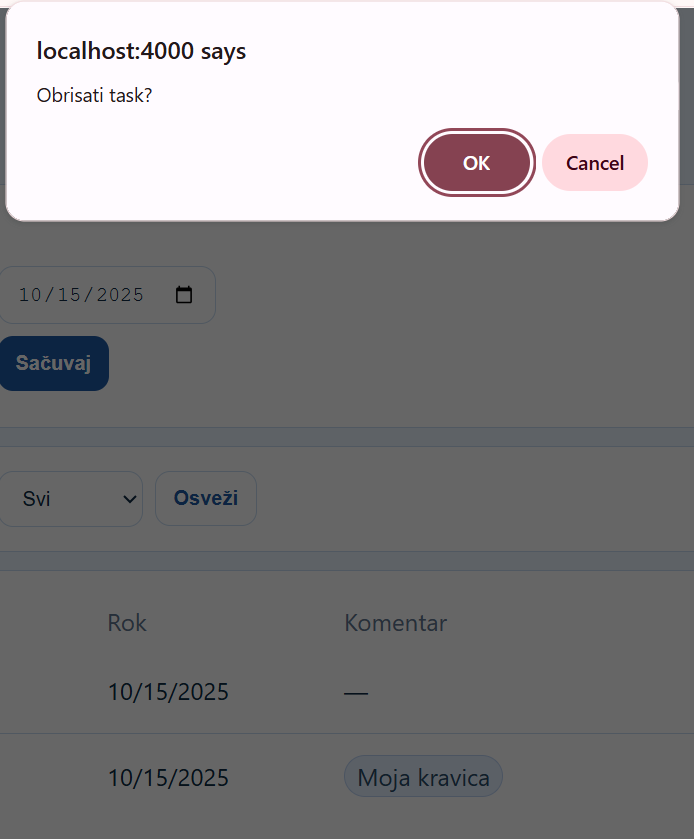 localhost:4000 says
Obrisati task?
OK Cancel
10/15/2025
Sačuvaj
Svi Osveži
Rok Komentar
10/15/2025 —
10/15/2025 Moja kravica